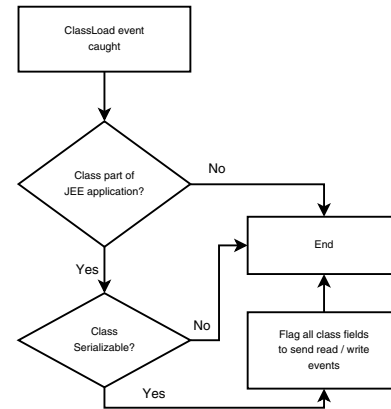 ClassLoad event
caught
Class part of
JEE application?
No
Yes
End
Class
Serializable?
No
Flag all class fields
to send read / write
events
Yes